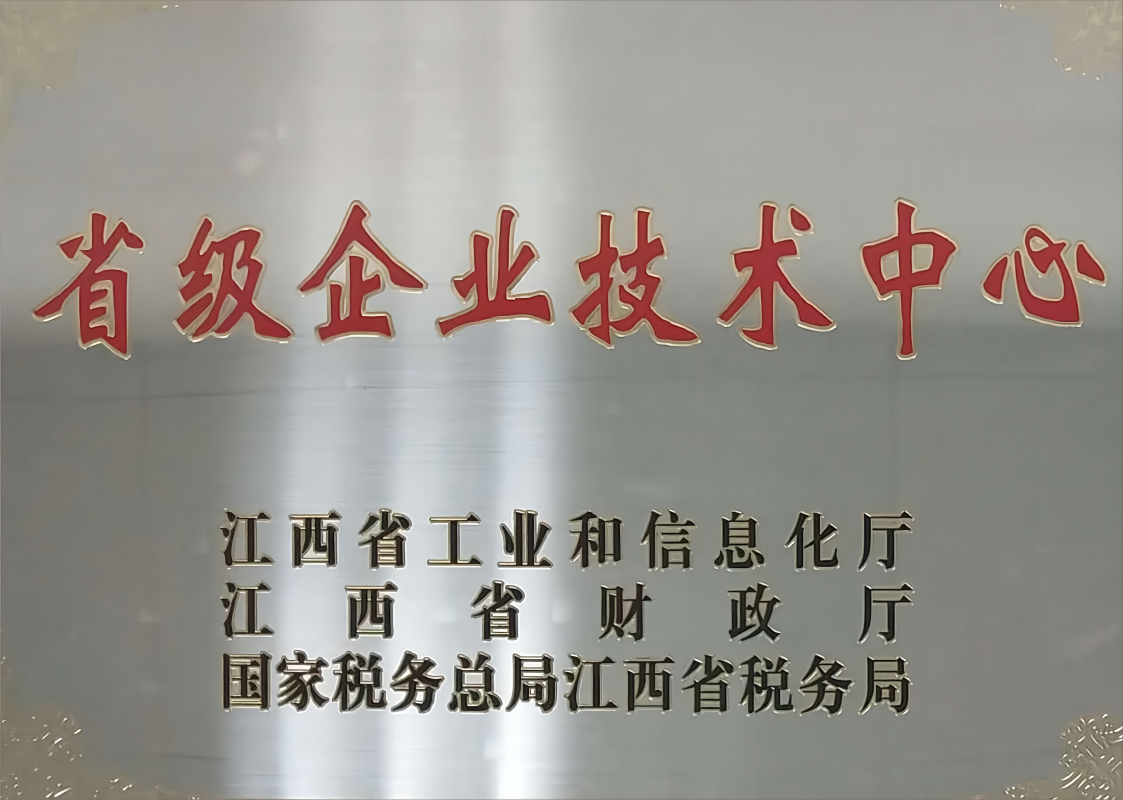 省级企业技术中心
江西省工业和信息化厅
江西省财政厅
国家税务总局江西省税务局